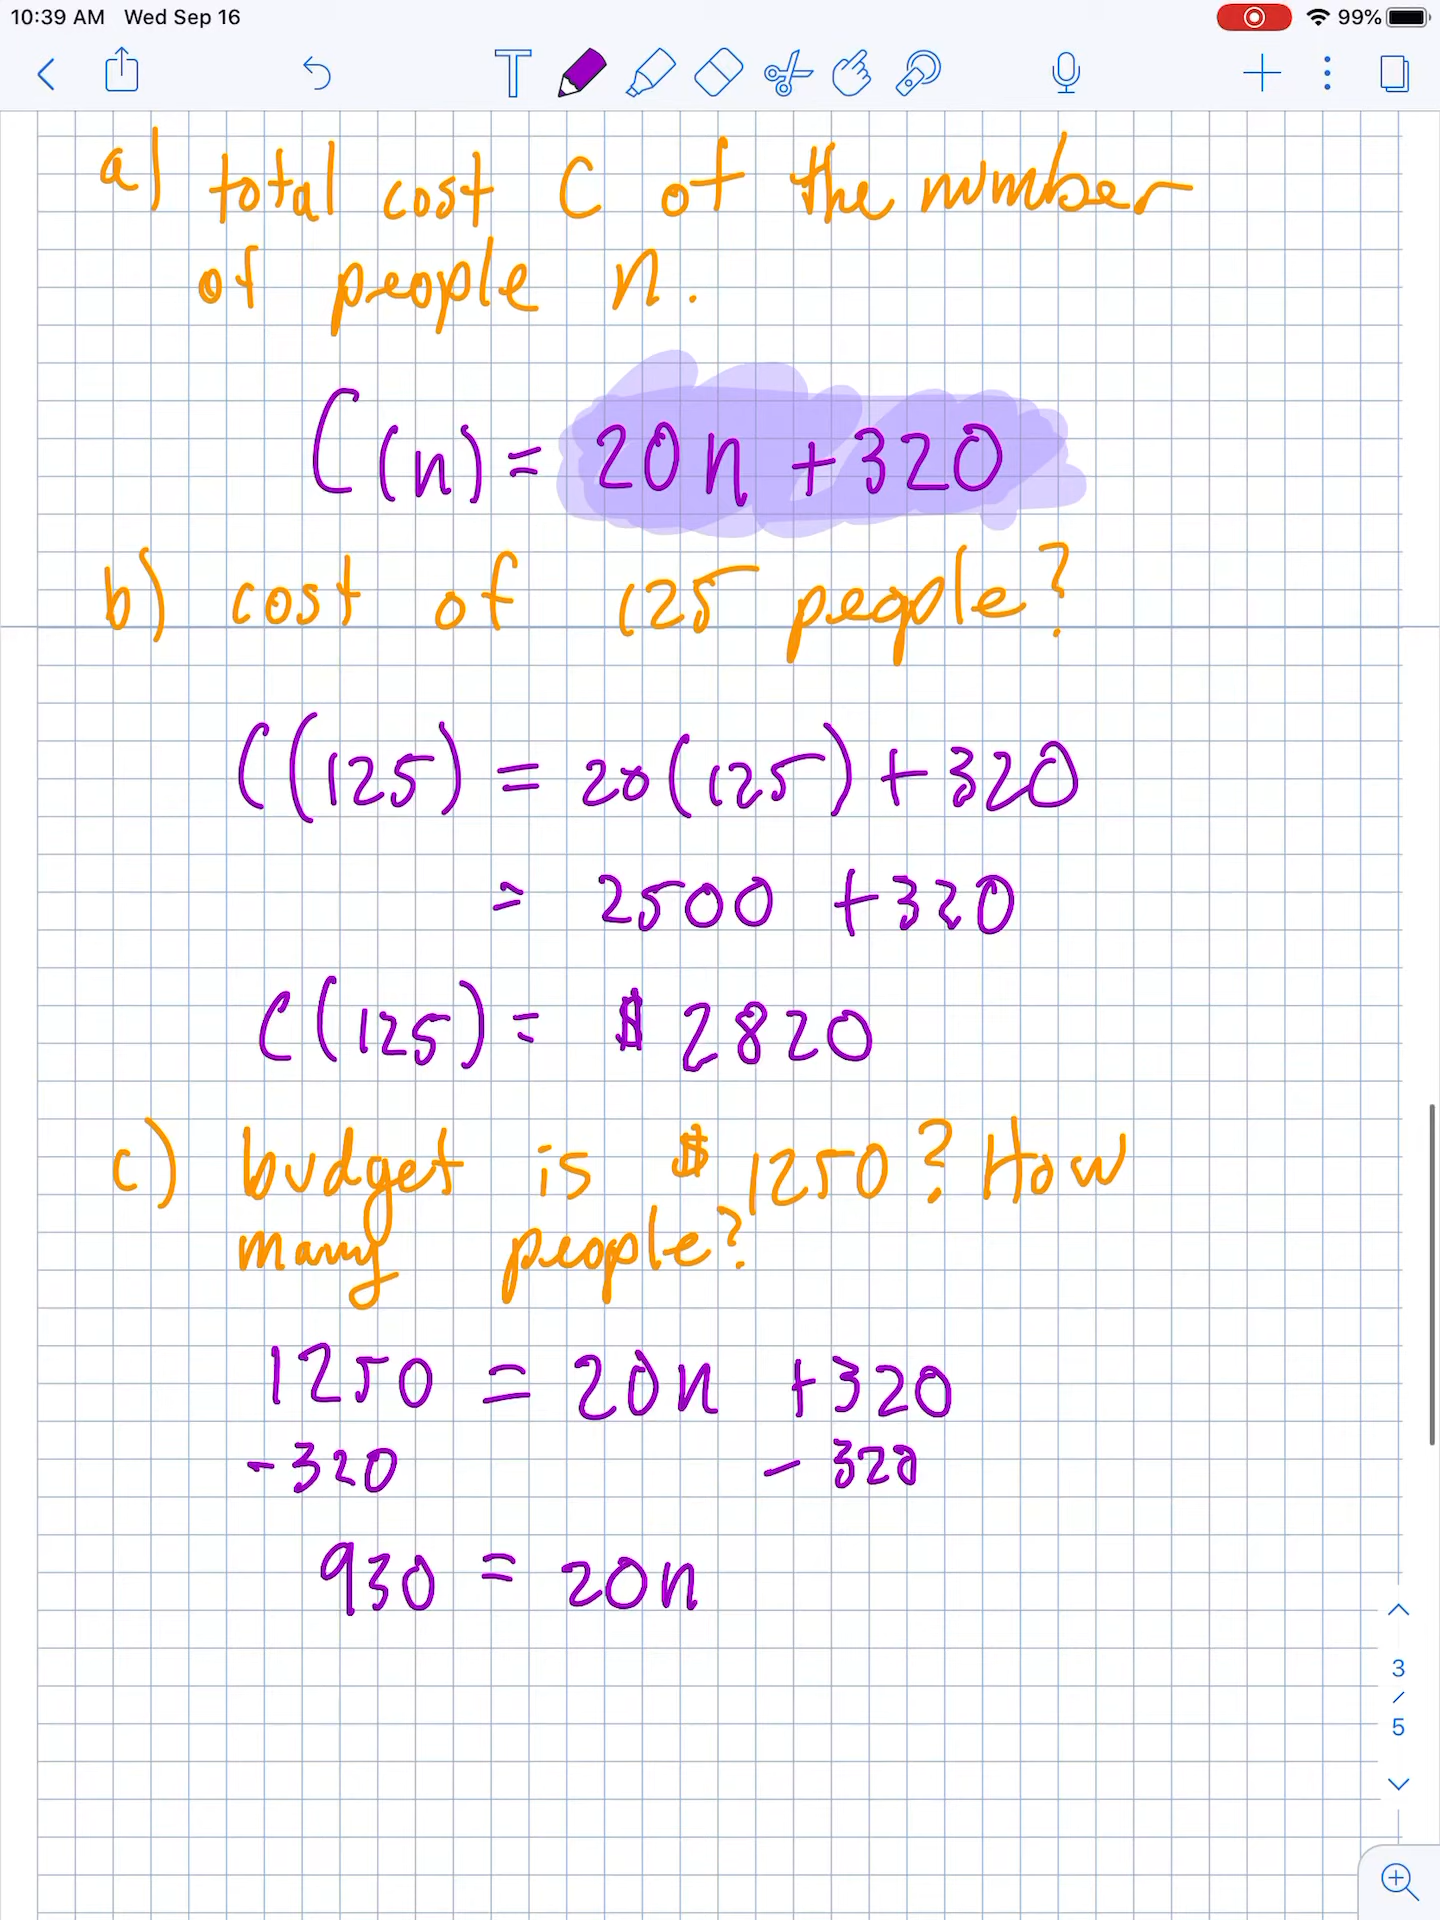 10:39 AM Wed Sep 16
99%
a) total cost C of the number
of people n.
C(n) = 20n + 320
b) cost of 125 people?
C(125) = 20(125) + 320
= 2500 + 320
C(125) = $ 2820
c) budget is $ 1250? How
many people?
1250 = 20n + 320
- 320 - 320
930 = 20n
3
/
5